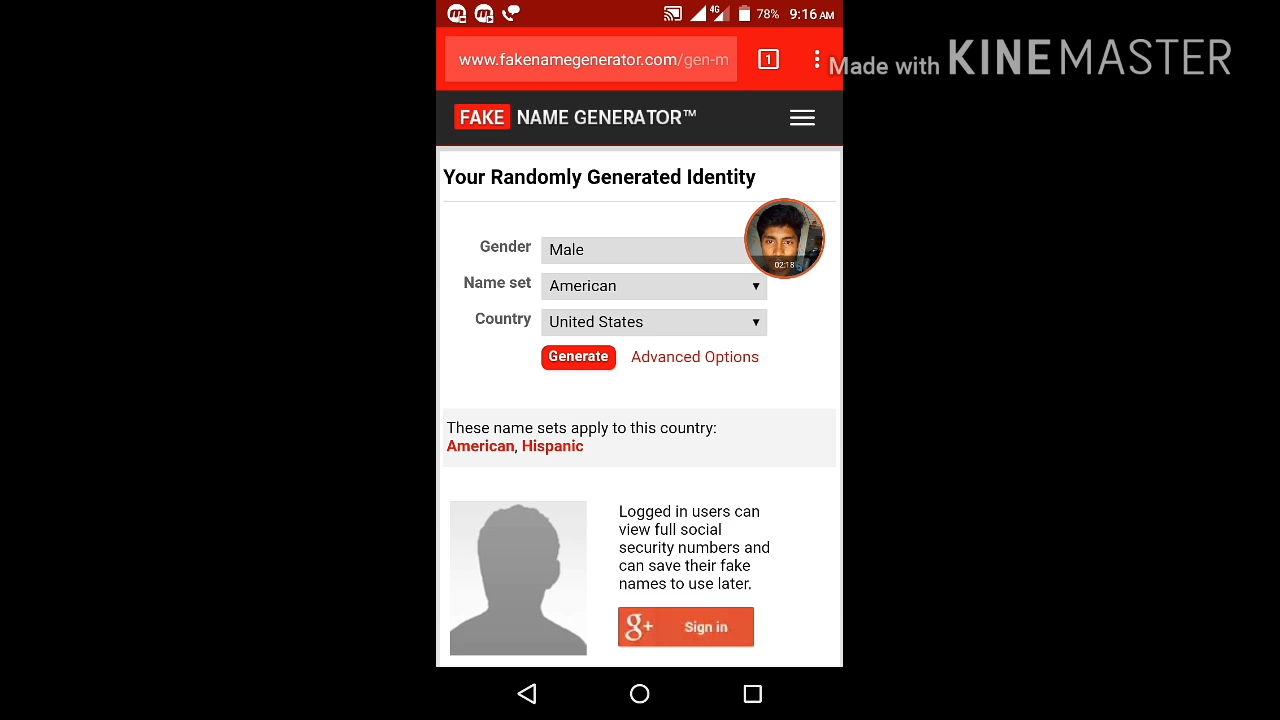 4G 78% 9:16 AM
www.fakenamegenerator.com/gen-m 1
Made with KINEMASTER
FAKE NAME GENERATOR™
Your Randomly Generated Identity
Gender Male
02:18
Name set American ▼
Country United States ▼
Generate Advanced Options
These name sets apply to this country:
American, Hispanic
Logged in users can
view full social
security numbers and
can save their fake
names to use later.
g+ Sign in